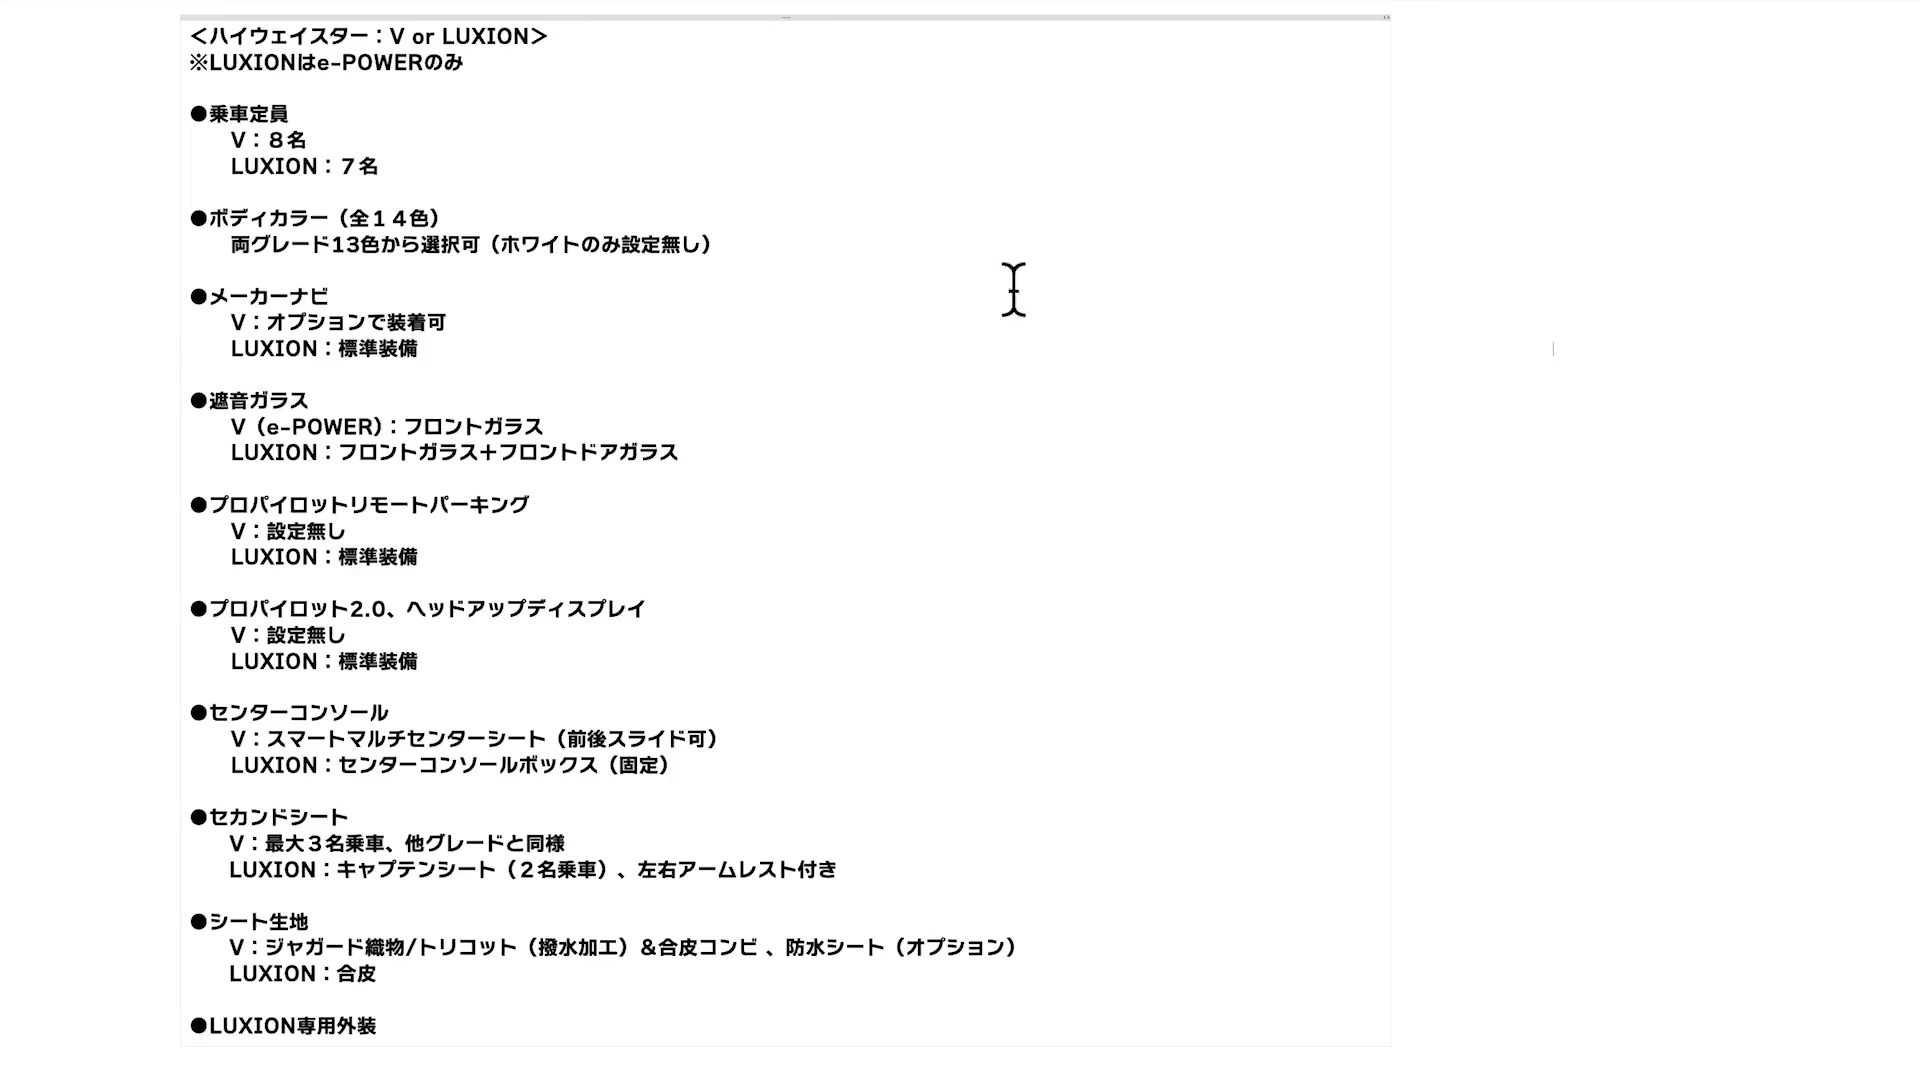 ＜ハイウェイスター：V or LUXION＞
※LUXIONはe-POWERのみ
●乗車定員
V：８名
LUXION：７名
●ボディカラー（全１４色）
両グレード13色から選択可（ホワイトのみ設定無し）
●メーカーナビ
V：オプションで装着可
LUXION：標準装備
●遮音ガラス
V（e-POWER）：フロントガラス
LUXION：フロントガラス＋フロントドアガラス
●プロパイロットリモートパーキング
V：設定無し
LUXION：標準装備
●プロパイロット2.0、ヘッドアップディスプレイ
V：設定無し
LUXION：標準装備
●センターコンソール
V：スマートマルチセンターシート（前後スライド可）
LUXION：センターコンソールボックス（固定）
●セカンドシート
V：最大３名乗車、他グレードと同様
LUXION：キャプテンシート（２名乗車）、左右アームレスト付き
●シート生地
V：ジャガード織物/トリコット（撥水加工）＆合皮コンビ 、防水シート（オプション）
LUXION：合皮
●LUXION専用外装